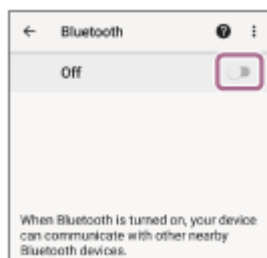 Bluetooth
Off
When Bluetooth is turned on, your device
can communicate with other nearby
Bluetooth devices.